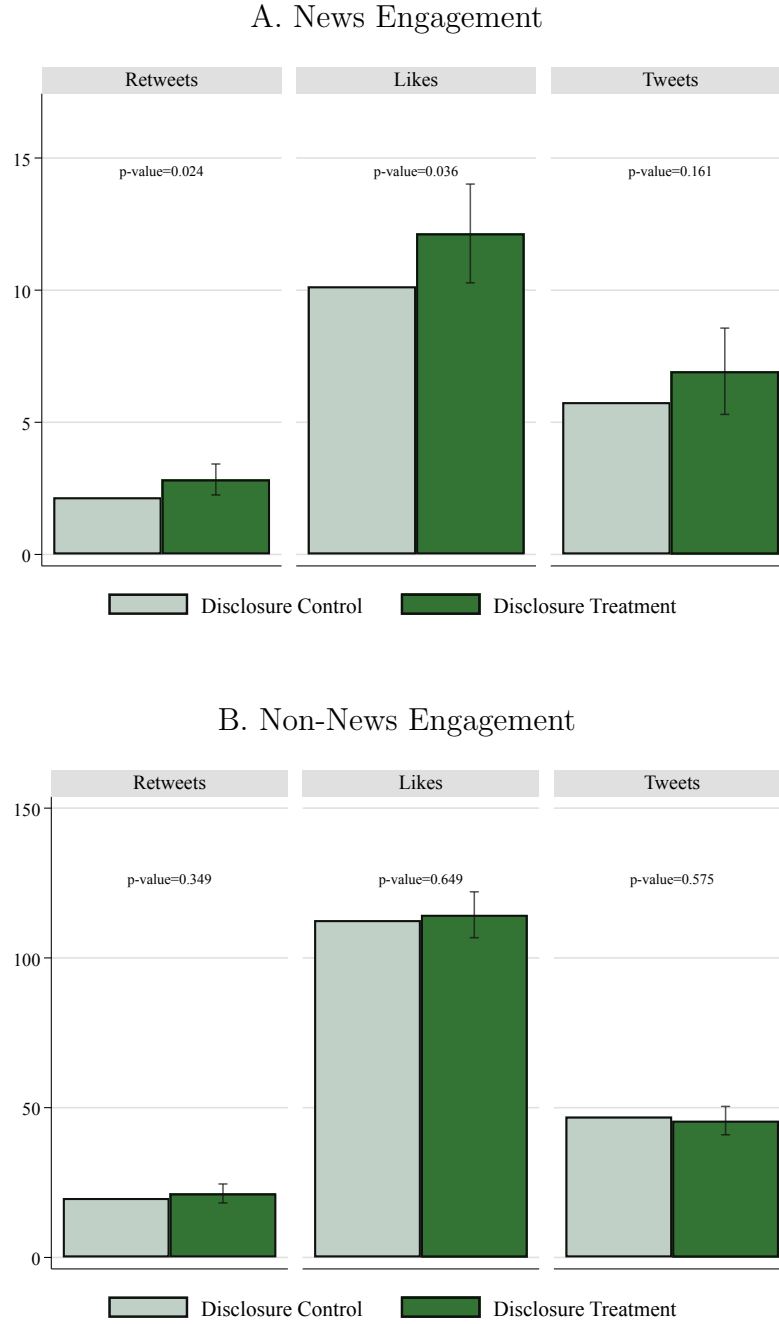 A. News Engagement
Retweets Likes Tweets
15
p-value=0.024 p-value=0.036 p-value=0.161
10
5
0
Disclosure Control Disclosure Treatment
B. Non-News Engagement
Retweets Likes Tweets
150
p-value=0.349 p-value=0.649 p-value=0.575
100
50
0
Disclosure Control Disclosure Treatment